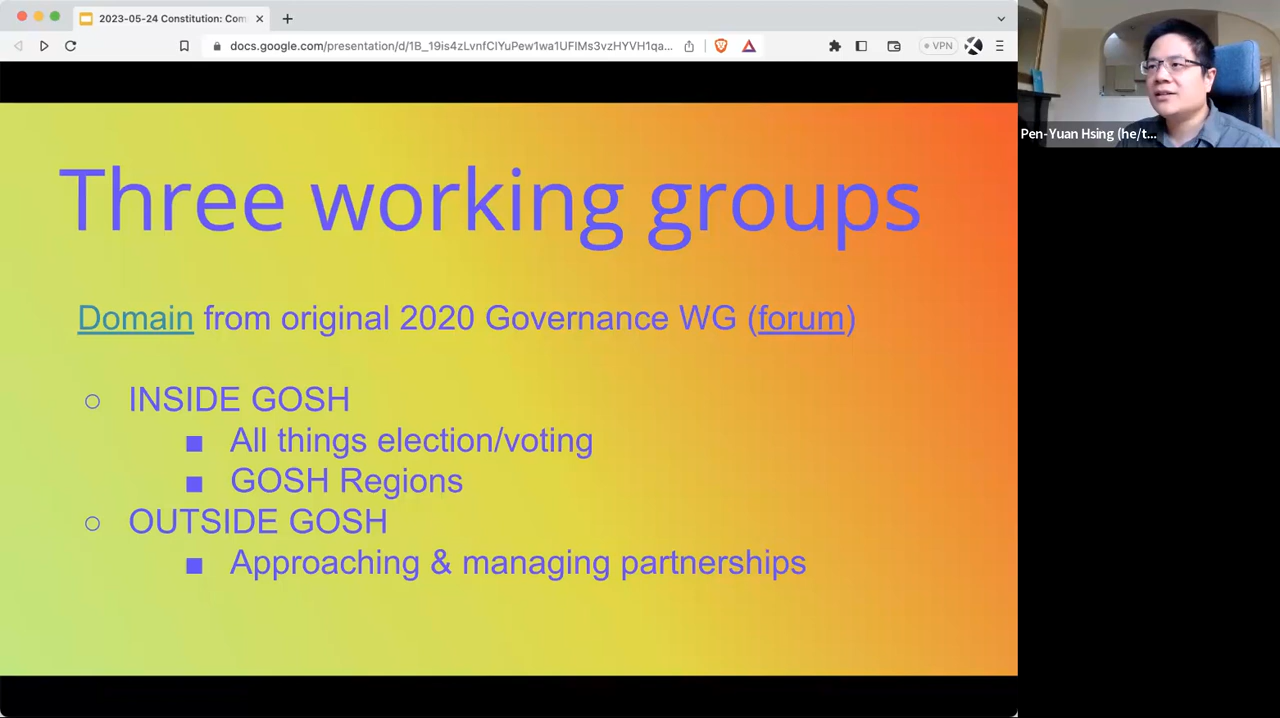 2023-05-24 Constitution: Com
docs.google.com/presentation/d/1B_19is4zLvnfClYuPew1wa1UFlMs3vzHYVH1qa...
VPN
Three working groups
Domain from original 2020 Governance WG (forum)
INSIDE GOSH
All things election/voting
GOSH Regions
OUTSIDE GOSH
Approaching & managing partnerships
Pen-Yuan Hsing (he/t...